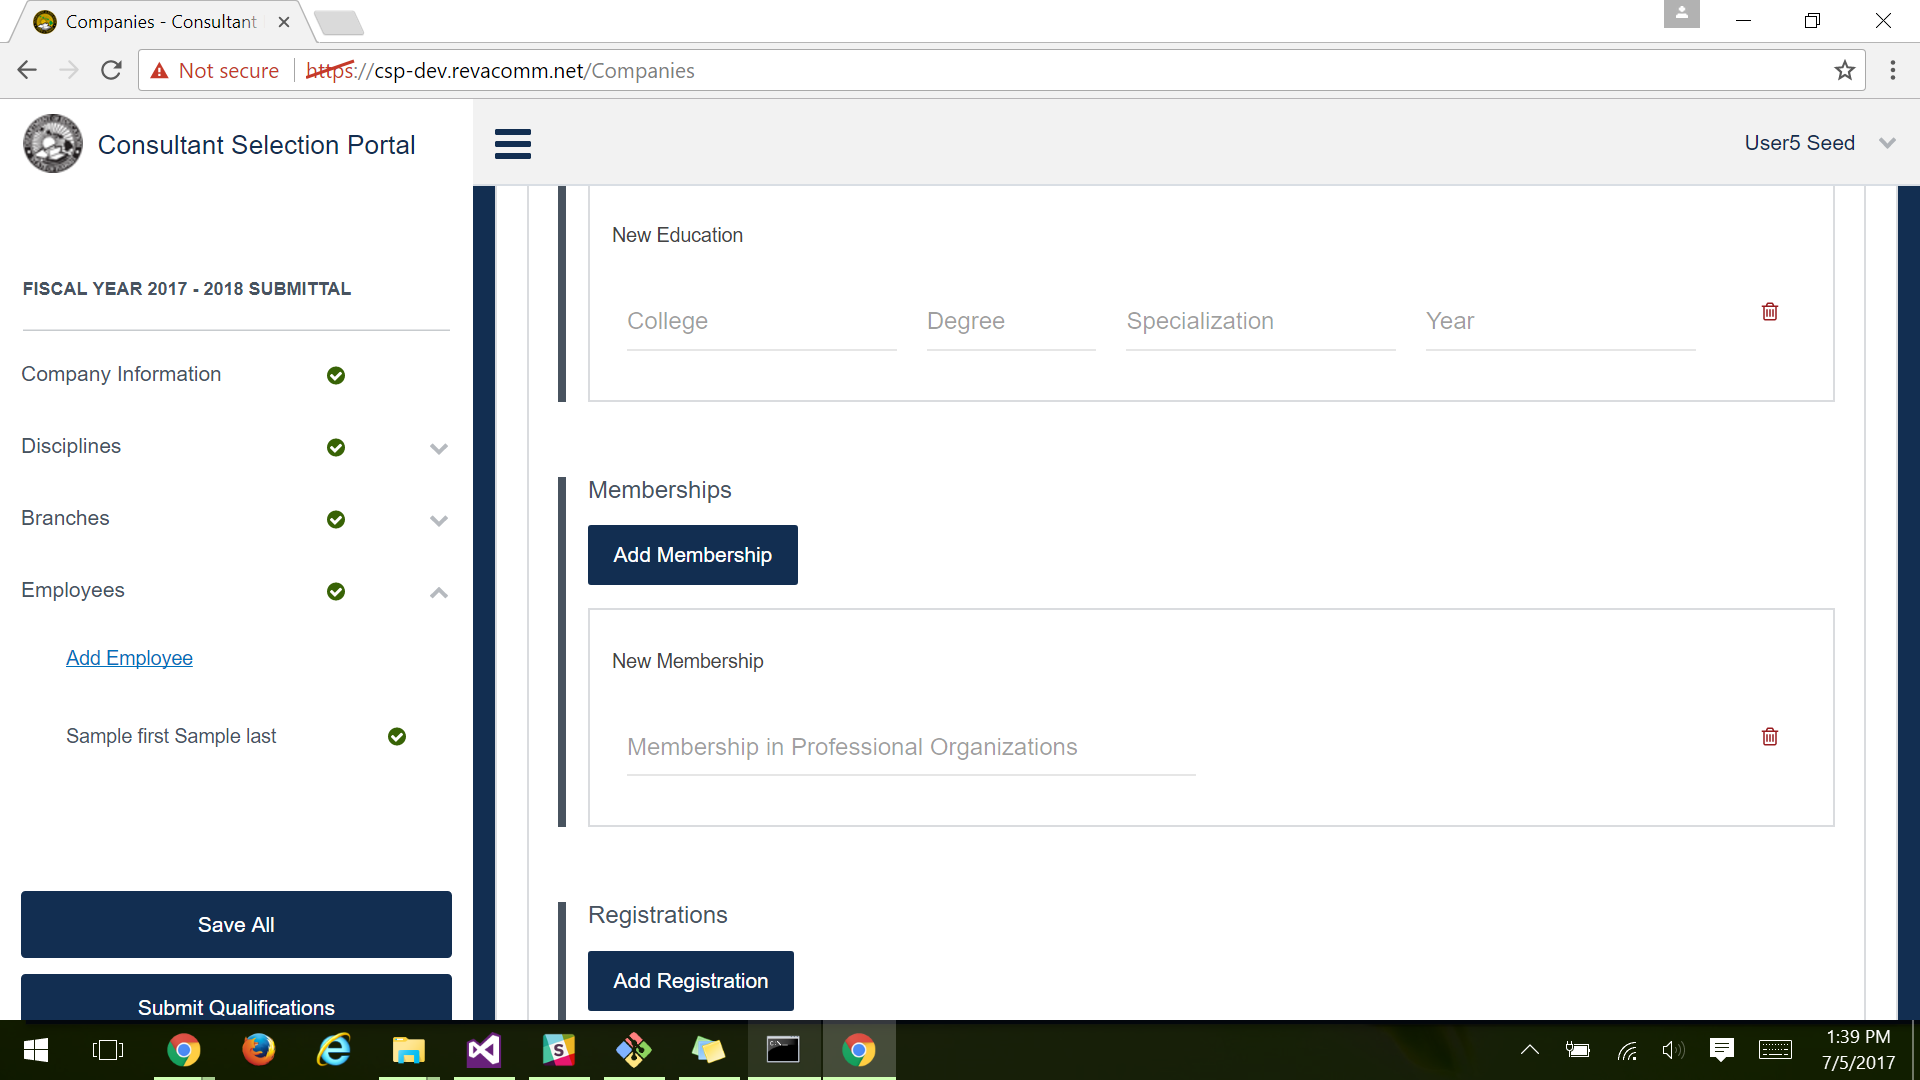 Companies - Consultant
Not secure https://csp-dev.revacomm.net/Companies
Consultant Selection Portal
User5 Seed
FISCAL YEAR 2017 - 2018 SUBMITTAL
Company Information
Disciplines
Branches
Employees
Add Employee
Sample first Sample last
Save All
Submit Qualifications
New Education
College Degree Specialization Year
Memberships
Add Membership
New Membership
Membership in Professional Organizations
Registrations
Add Registration
1:39 PM
7/5/2017